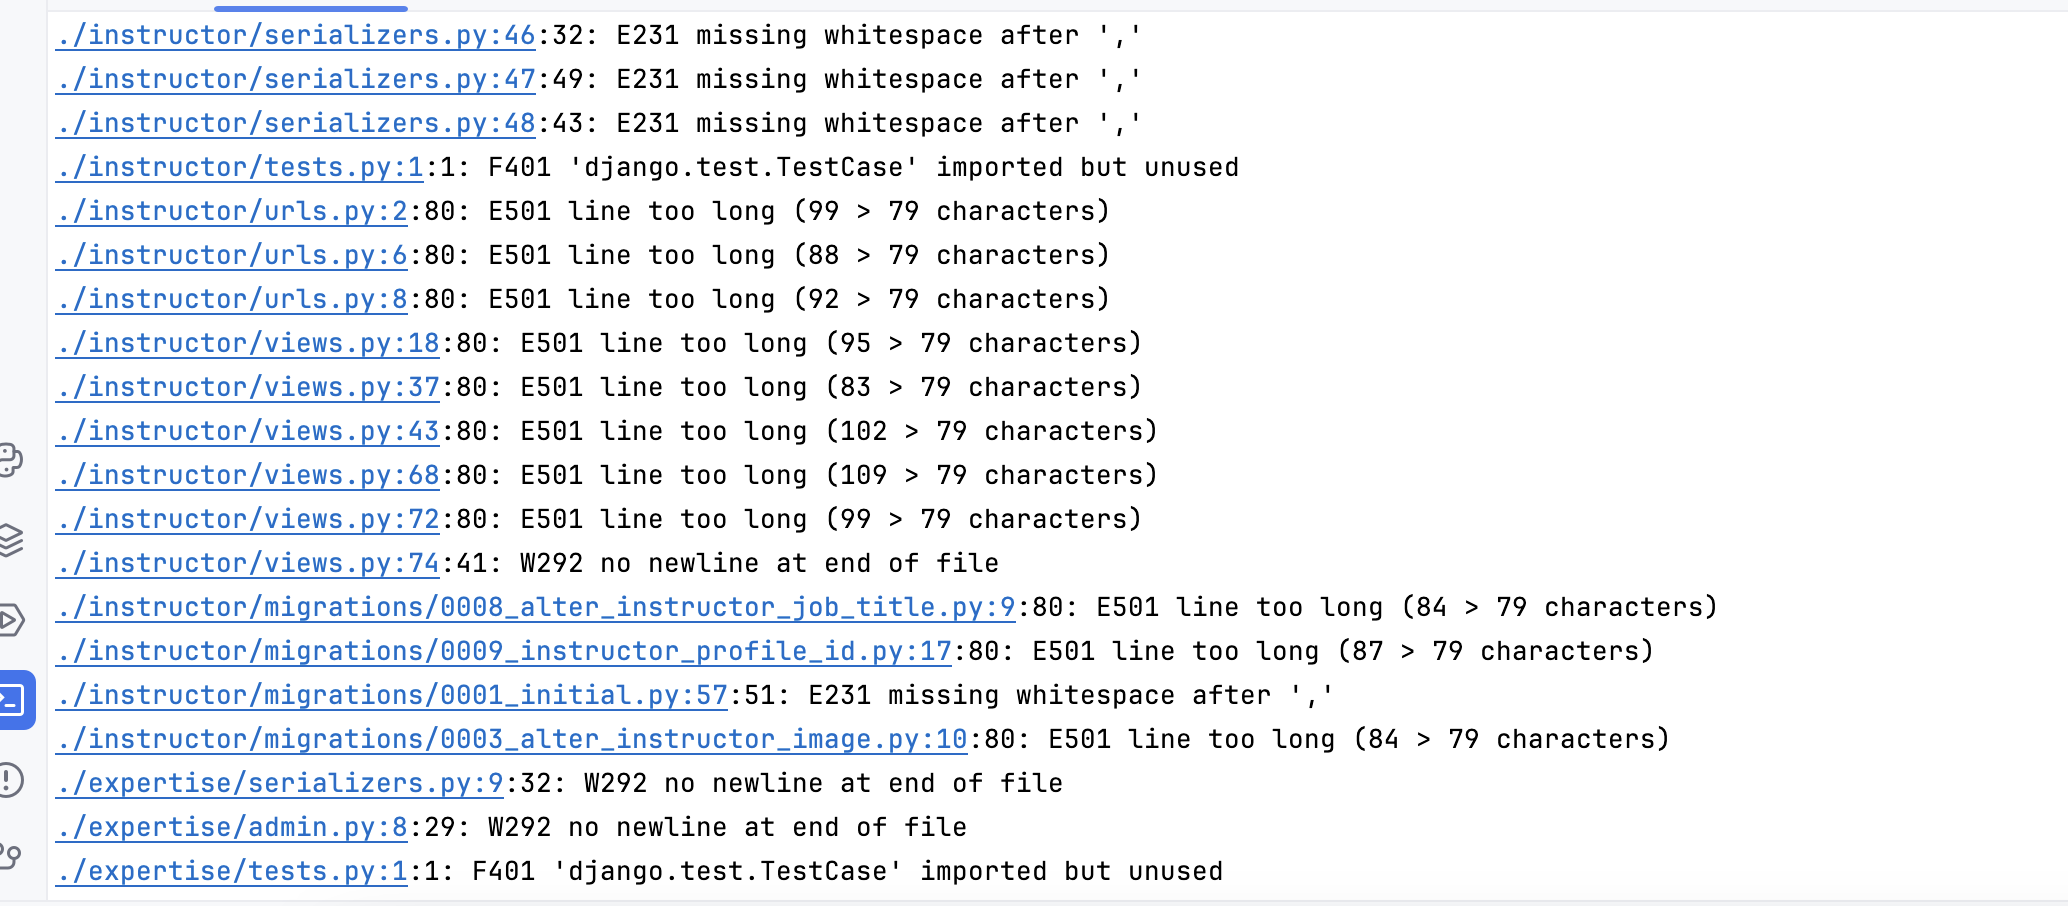 ./instructor/serializers.py:46:32: E231 missing whitespace after ','
./instructor/serializers.py:47:49: E231 missing whitespace after ','
./instructor/serializers.py:48:43: E231 missing whitespace after ','
./instructor/tests.py:1:1: F401 'django.test.TestCase' imported but unused
./instructor/urls.py:2:80: E501 line too long (99 > 79 characters)
./instructor/urls.py:6:80: E501 line too long (88 > 79 characters)
./instructor/urls.py:8:80: E501 line too long (92 > 79 characters)
./instructor/views.py:18:80: E501 line too long (95 > 79 characters)
./instructor/views.py:37:80: E501 line too long (83 > 79 characters)
./instructor/views.py:43:80: E501 line too long (102 > 79 characters)
./instructor/views.py:68:80: E501 line too long (109 > 79 characters)
./instructor/views.py:72:80: E501 line too long (99 > 79 characters)
./instructor/views.py:74:41: W292 no newline at end of file
./instructor/migrations/0008_alter_instructor_job_title.py:9:80: E501 line too long (84 > 79 characters)
./instructor/migrations/0009_instructor_profile_id.py:17:80: E501 line too long (87 > 79 characters)
./instructor/migrations/0001_initial.py:57:51: E231 missing whitespace after ','
./instructor/migrations/0003_alter_instructor_image.py:10:80: E501 line too long (84 > 79 characters)
./expertise/serializers.py:9:32: W292 no newline at end of file
./expertise/admin.py:8:29: W292 no newline at end of file
./expertise/tests.py:1:1: F401 'django.test.TestCase' imported but unused